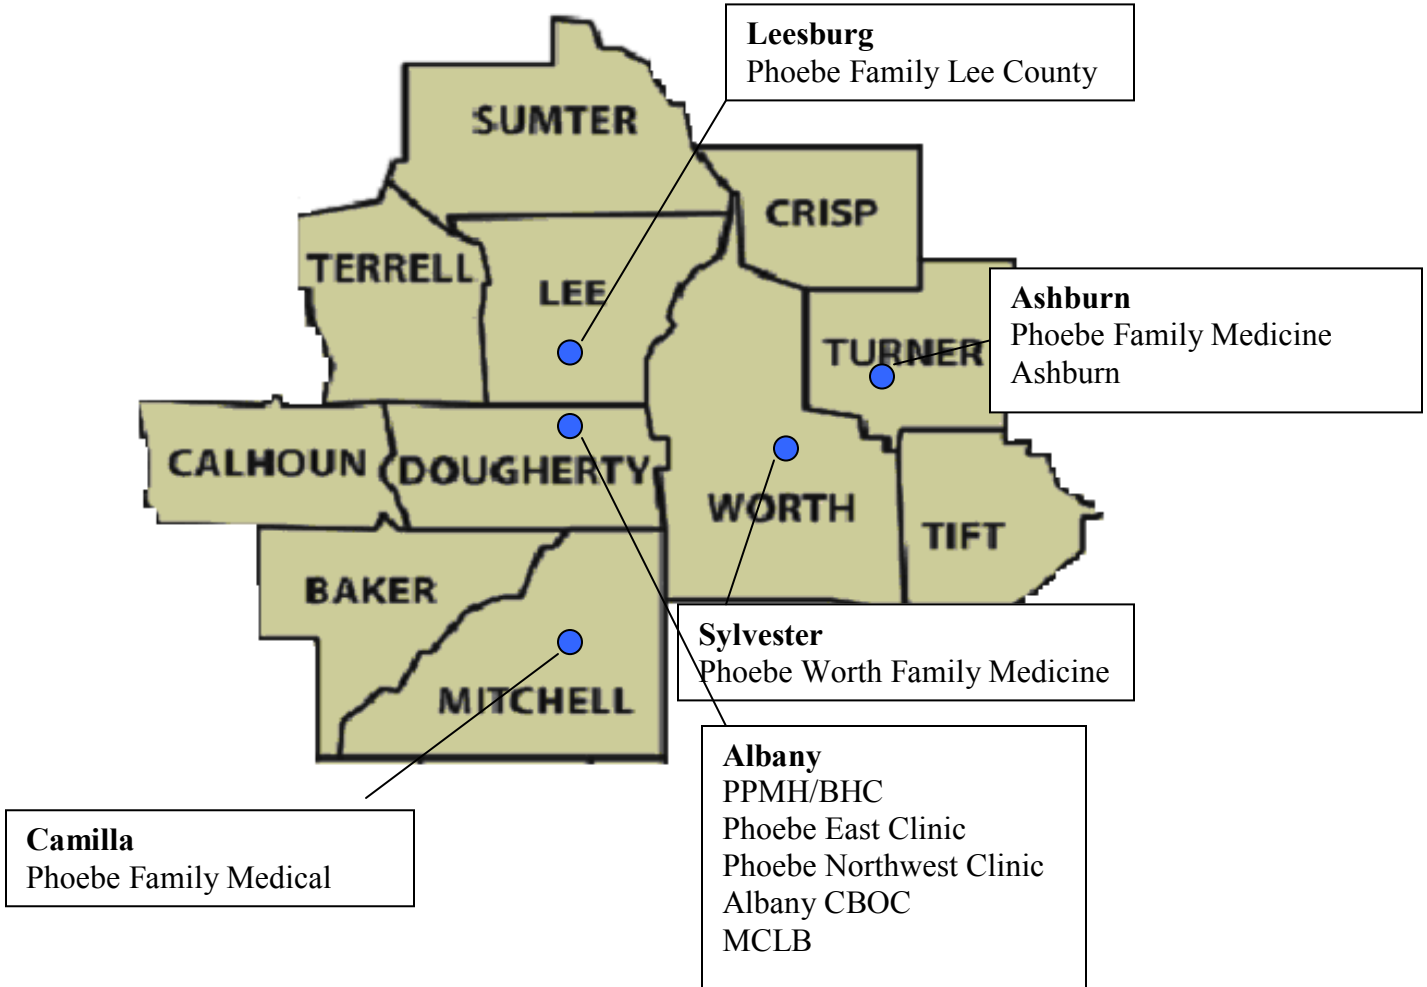 Leesburg
Phoebe Family Lee County
SUMTER
CRISP
TERRELL
LEE
Ashburn
Phoebe Family Medicine
Ashburn
TURNER
CALHOUN
DOUGHERTY
WORTH
TIFT
BAKER
MITCHELL
Sylvester
Phoebe Worth Family Medicine
Albany
PPMH/BHC
Phoebe East Clinic
Phoebe Northwest Clinic
Albany CBOC
MCLB
Camilla
Phoebe Family Medical